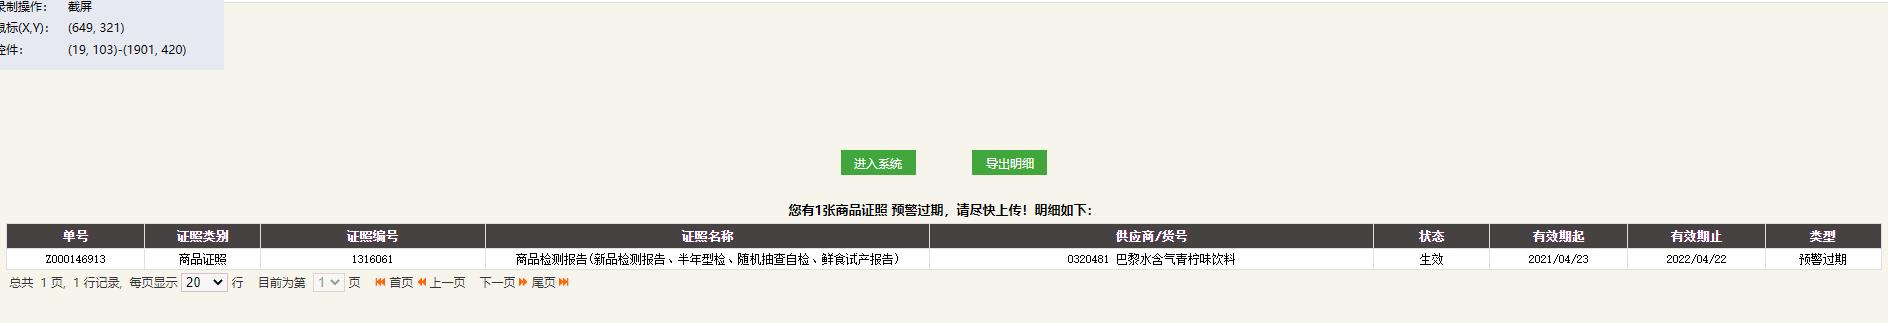 录制操作： 截屏
鼠标(X,Y)： (649, 321)
控件： (19, 103)-(1901, 420)
进入系统 导出明细
您有1张商品证照 预警过期，请尽快上传！明细如下：
单号 证照类别 证照编号 证照名称 供应商/货号 状态 有效期起 有效期止 类型
Z000146913 商品证照 1316061 商品检测报告(新品检测报告、半年型检、随机抽查自检、鲜食试产报告) 0320481 巴黎水含气青柠味饮料 生效 2021/04/23 2022/04/22 预警过期
总共 1 页, 1 行记录, 每页显示 20 行 目前为第 1 页 首页 上一页 下一页 尾页